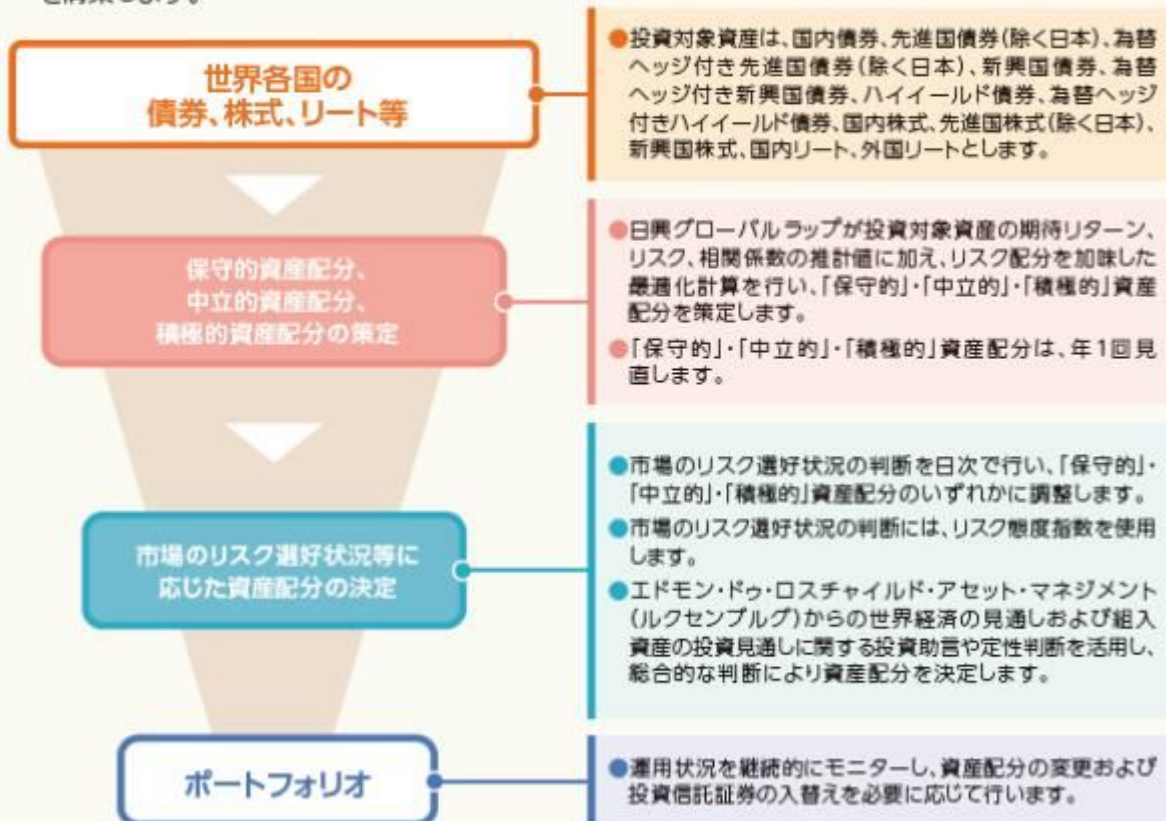 世界各国の
債券、株式、リート等
●投資対象資産は、国内債券、先進国債券(除く日本)、為替
ヘッジ付き先進国債券(除く日本)、新興国債券、為替
ヘッジ付き新興国債券、ハイイールド債券、為替ヘッジ
付きハイイールド債券、国内株式、先進国株式(除く日本)、
新興国株式、国内リート、外国リートとします。
保守的資産配分、
中立的資産配分、
積極的資産配分の策定
●日興グローバルラップが投資対象資産の期待リターン、
リスク、相関係数の推計値に加え、リスク配分を加味した
最適化計算を行い、「保守的」・「中立的」・「積極的」資産
配分を策定します。
●「保守的」・「中立的」・「積極的」資産配分は、年1回見
直します。
市場のリスク選好状況等に
応じた資産配分の決定
●市場のリスク選好状況の判断を日次で行い、「保守的」・
「中立的」・「積極的」資産配分のいずれかに調整します。
●市場のリスク選好状況の判断には、リスク態度指数を使用
します。
●エドモン・ドゥ・ロスチャイルド・アセット・マネジメント
(ルクセンブルグ)からの世界経済の見通しおよび組入
資産の投資見通しに関する投資助言や定性判断を活用し、
総合的な判断により資産配分を決定します。
ポートフォリオ
●運用状況を継続的にモニターし、資産配分の変更および
投資信託証券の入替えを必要に応じて行います。